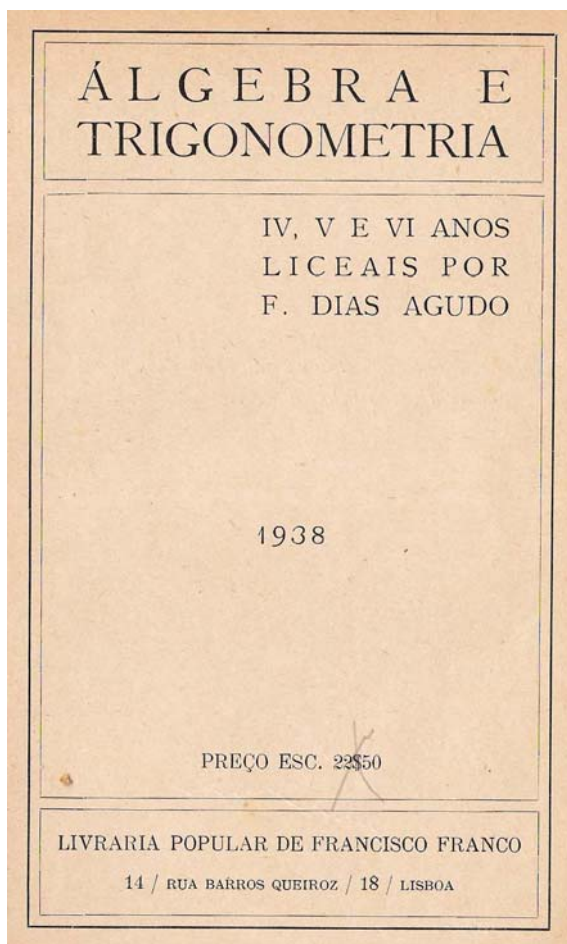 ÁLGEBRA E
TRIGONOMETRIA
IV, V E VI ANOS
LICEAIS POR
F. DIAS AGUDO
1938
PREÇO ESC. 22$50
LIVRARIA POPULAR DE FRANCISCO FRANCO
14 / RUA BARROS QUEIROZ / 18 / LISBOA